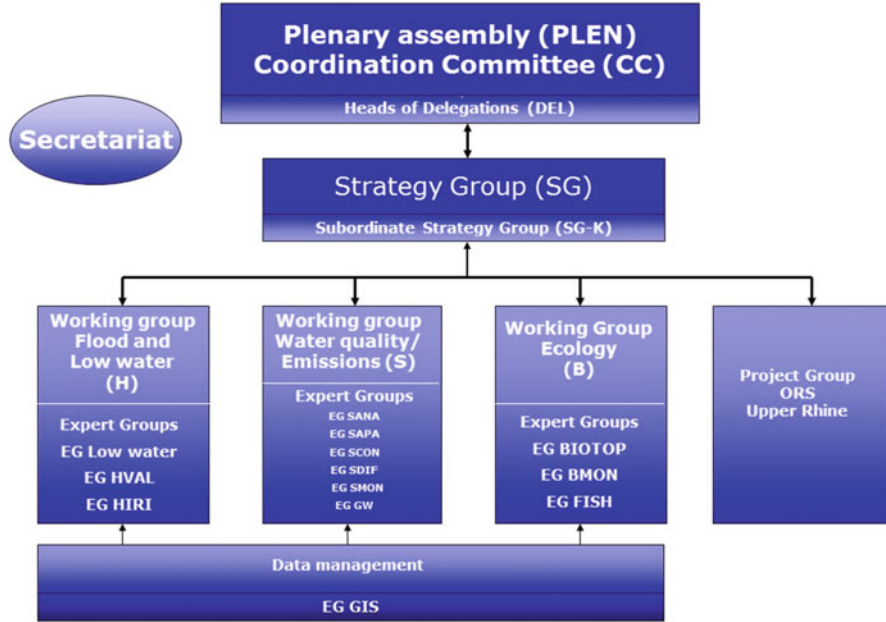 Plenary assembly (PLEN)
Coordination Committee (CC)
Heads of Delegations (DEL)
Secretariat
Strategy Group (SG)
Subordinate Strategy Group (SG-K)
Working group
Flood and
Low water
(H)
Expert Groups
EG Low water
EG HVAL
EG HIRI
Working group
Water quality/
Emissions (S)
Expert Groups
EG SANA
EG SAPA
EG SCON
EG SDIF
EG SMON
EG GW
Working Group
Ecology
(B)
Expert Groups
EG BIOTOP
EG BMON
EG FISH
Project Group
ORS
Upper Rhine
Data management
EG GIS